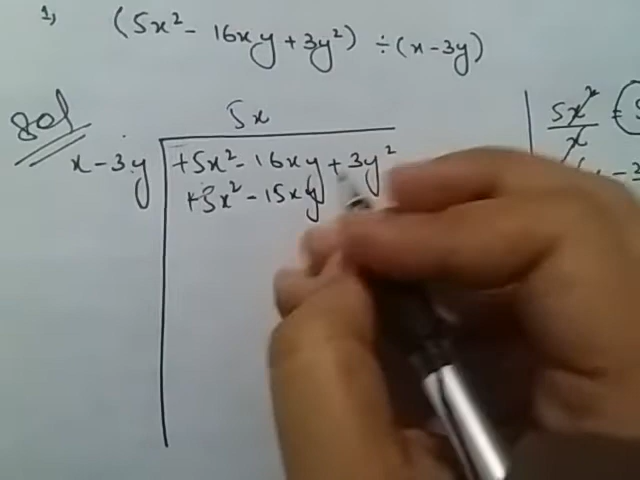 1, (5x² - 16xy + 3y²) ÷ (x - 3y)
Sol
5x
x - 3y +5x² - 16xy + 3y²
+5x² - 15xy
5x²
x